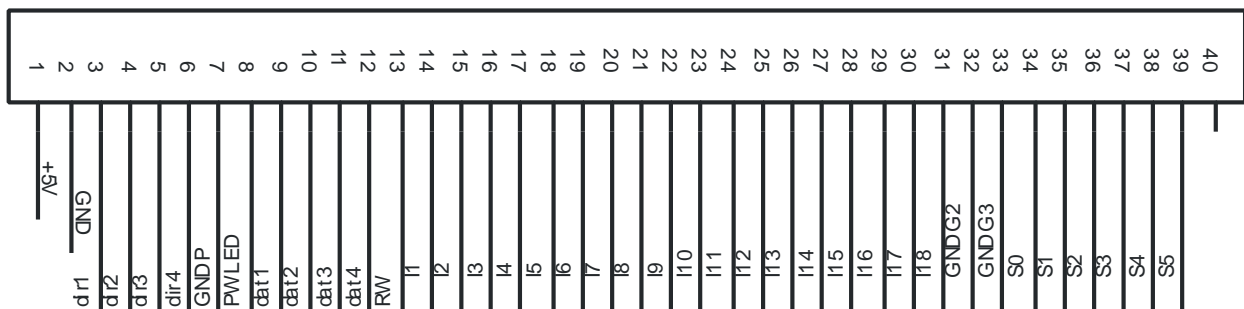 1 2 3 4 5 6 7 8 9 10 11 12 13 14 15 16 17 18 19 20 21 22 23 24 25 26 27 28 29 30 31 32 33 34 35 36 37 38 39 40
+5V
GND
dir1
dir2
dir3
dir4
GNDP
PWLED
dat1
dat2
dat3
dat4
RW
I1
I2
I3
I4
I5
I6
I7
I8
I9
I10
I11
I12
I13
I14
I15
I16
I17
I18
GNDG2
GNDG3
S0
S1
S2
S3
S4
S5